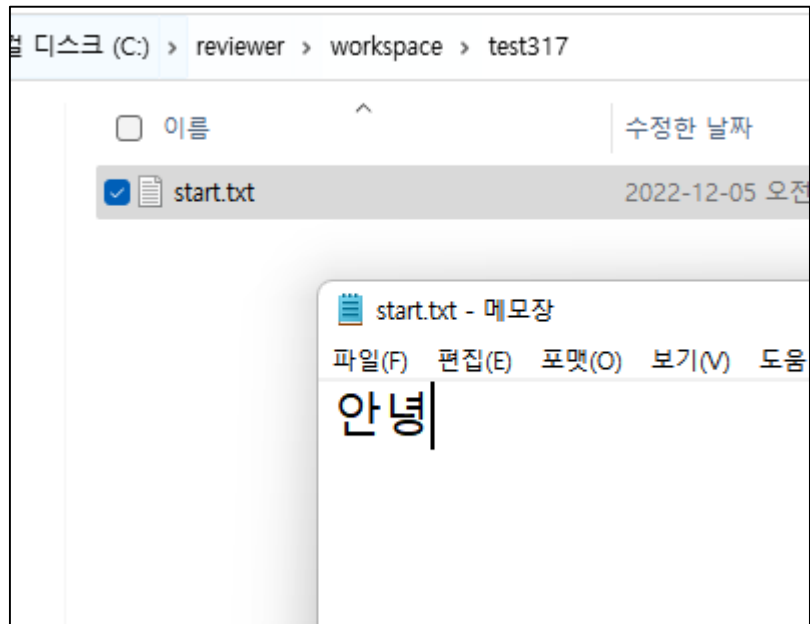 디스크 (C:) > reviewer > workspace > test317
이름 수정한 날짜
start.txt 2022-12-05 오전
start.txt - 메모장
파일(F) 편집(E) 포맷(O) 보기(V) 도움
안녕